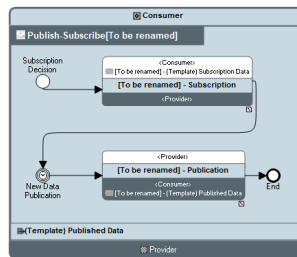 Consumer
Publish-Subscribe[To be renamed]
Subscription
Decision
‹Consumer›
[To be renamed] - (Template) Subscription Data
[To be renamed] - Subscription
‹Provider›
‹Provider›
[To be renamed] - Publication
‹Consumer›
[To be renamed] - (Template) Published Data
New Data
Publication
End
(Template) Published Data
Provider